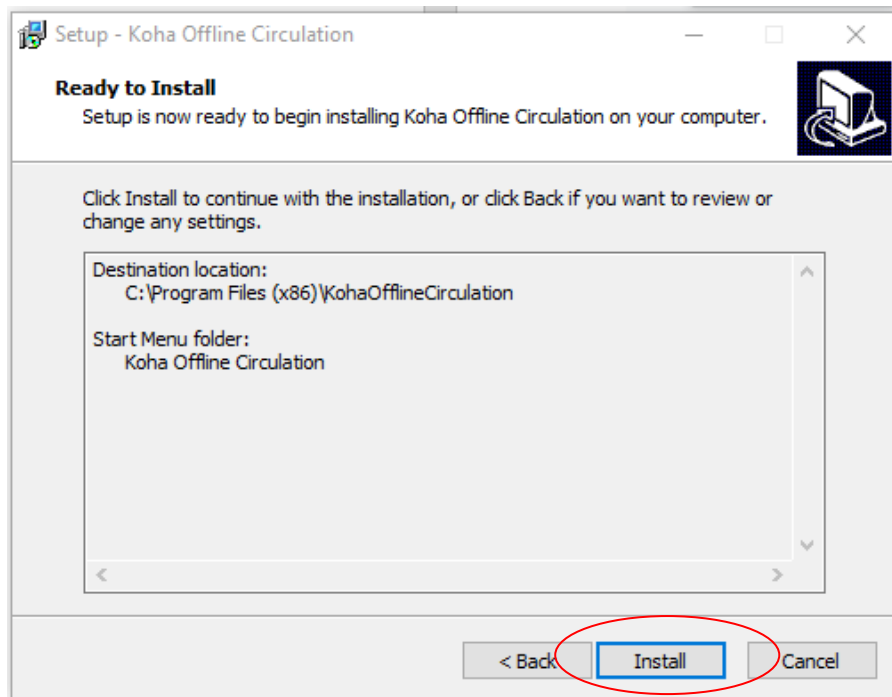 Setup - Koha Offline Circulation
Ready to Install
Setup is now ready to begin installing Koha Offline Circulation on your computer.
Click Install to continue with the installation, or click Back if you want to review or
change any settings.
Destination location:
C:\Program Files (x86)\KohaOfflineCirculation
Start Menu folder:
Koha Offline Circulation
< Back Install Cancel